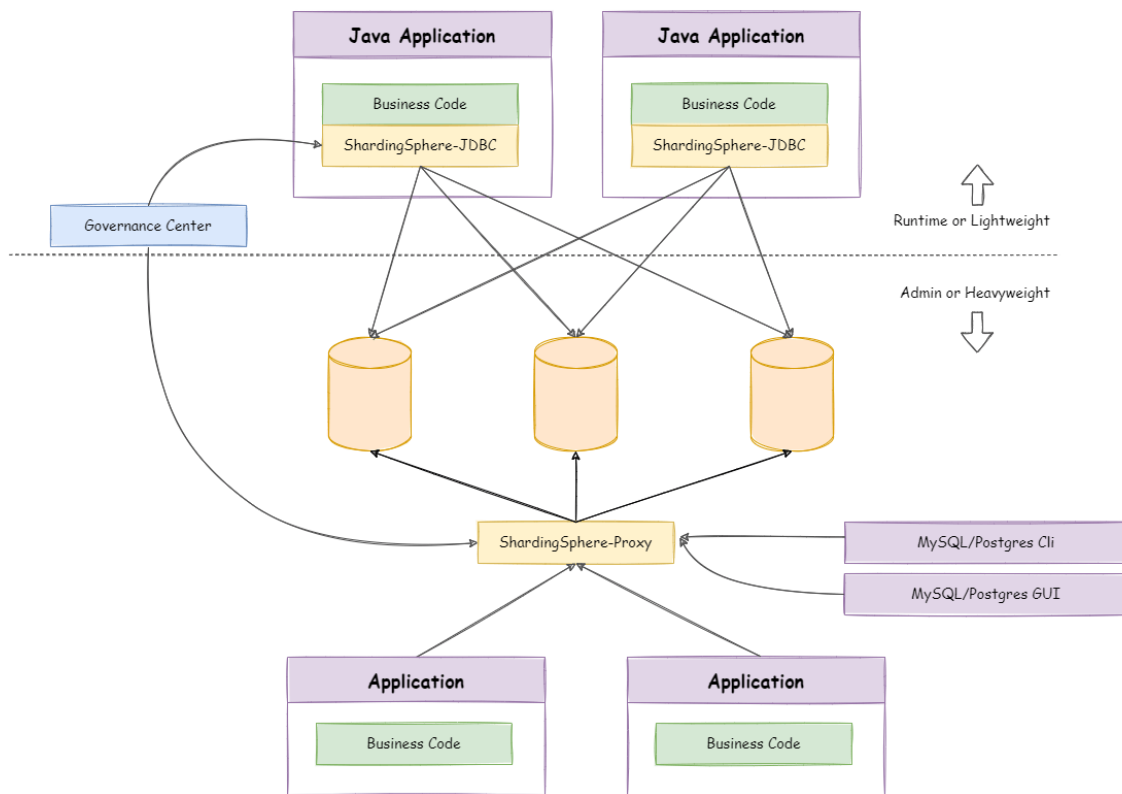 Java Application
Java Application
Business Code
Business Code
ShardingSphere-JDBC
ShardingSphere-JDBC
Governance Center
Runtime or Lightweight
Admin or Heavyweight
ShardingSphere-Proxy
MySQL/Postgres Cli
MySQL/Postgres GUI
Application
Application
Business Code
Business Code